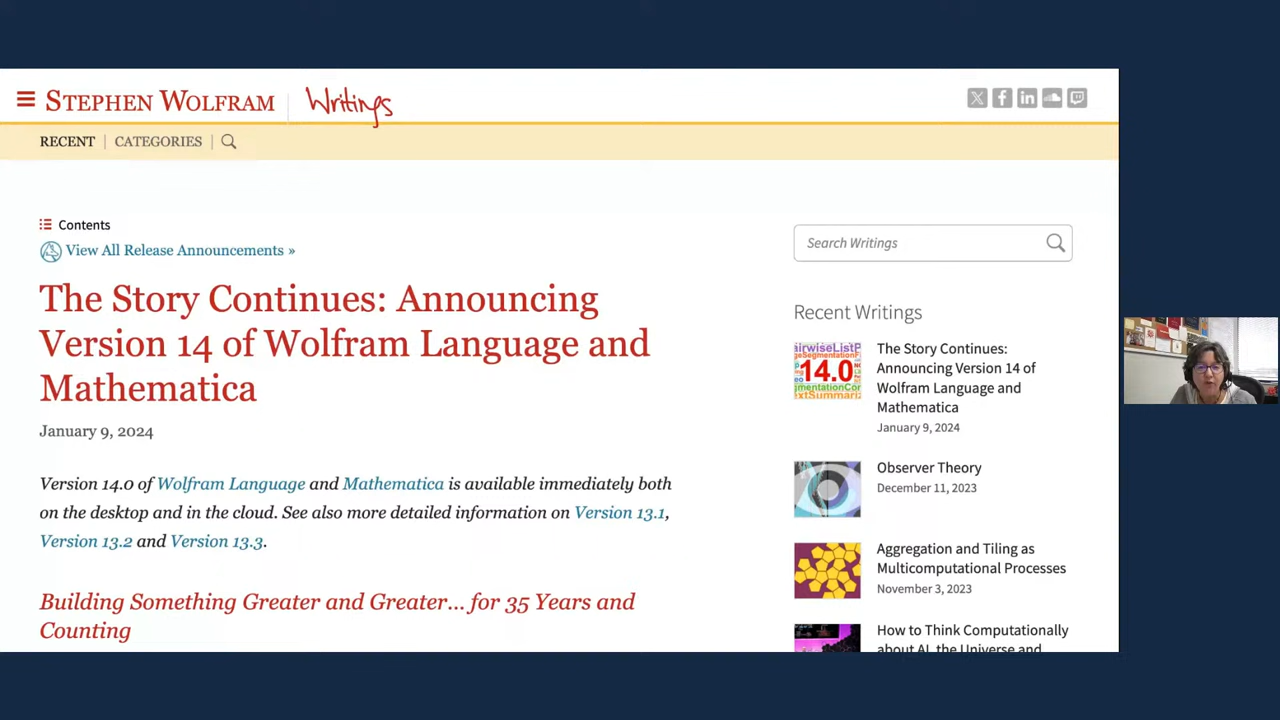 STEPHEN WOLFRAM Writings
RECENT | CATEGORIES
Contents
View All Release Announcements »
The Story Continues: Announcing
Version 14 of Wolfram Language and
Mathematica
January 9, 2024
Version 14.0 of Wolfram Language and Mathematica is available immediately both
on the desktop and in the cloud. See also more detailed information on Version 13.1,
Version 13.2 and Version 13.3.
Building Something Greater and Greater... for 35 Years and
Counting
Search Writings
Recent Writings
14.0
The Story Continues:
Announcing Version 14 of
Wolfram Language and
Mathematica
January 9, 2024
Observer Theory
December 11, 2023
Aggregation and Tiling as
Multicomputational Processes
November 3, 2023
How to Think Computationally
about AI, the Universe and